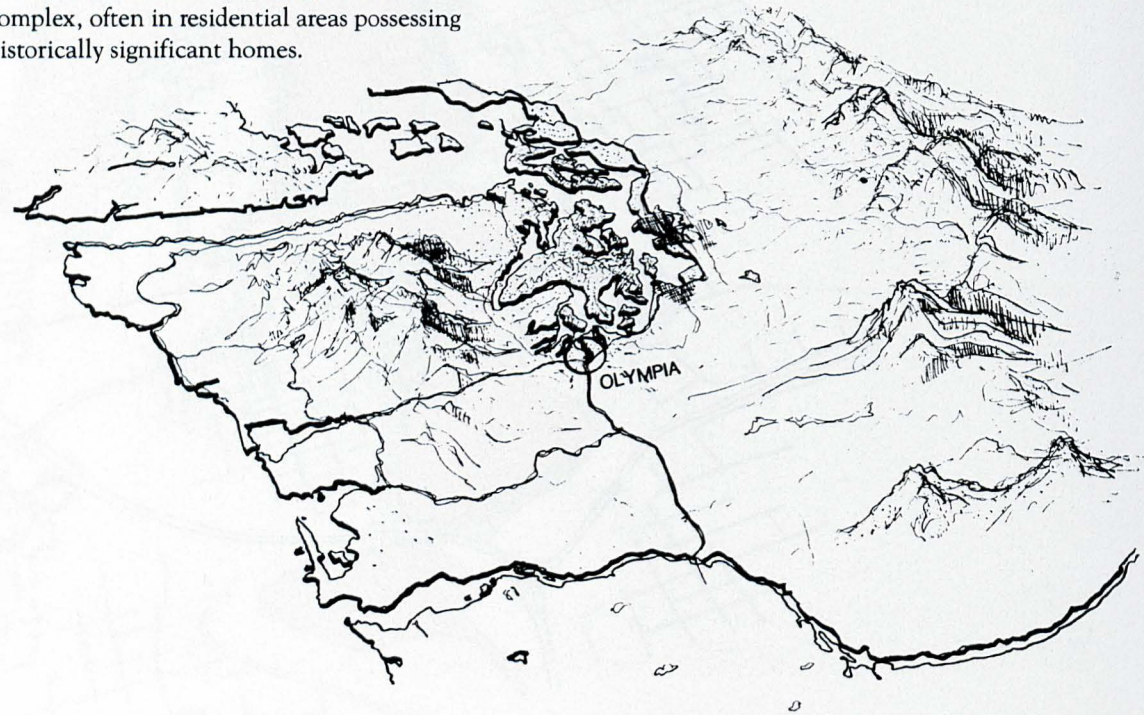 omplex, often in residential areas possessing
istorically significant homes.
OLYMPIA